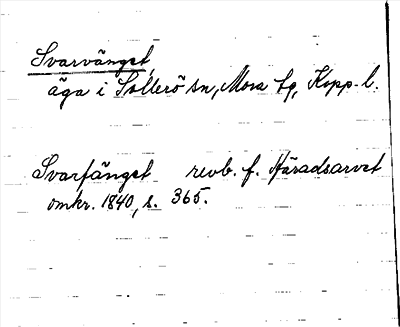 Svarvänget,
äga i Sollerö sn, Mora tg, Kopp. l.
Svarfänget revb. f. Häradsarvet
omkr. 1840, s. 365.